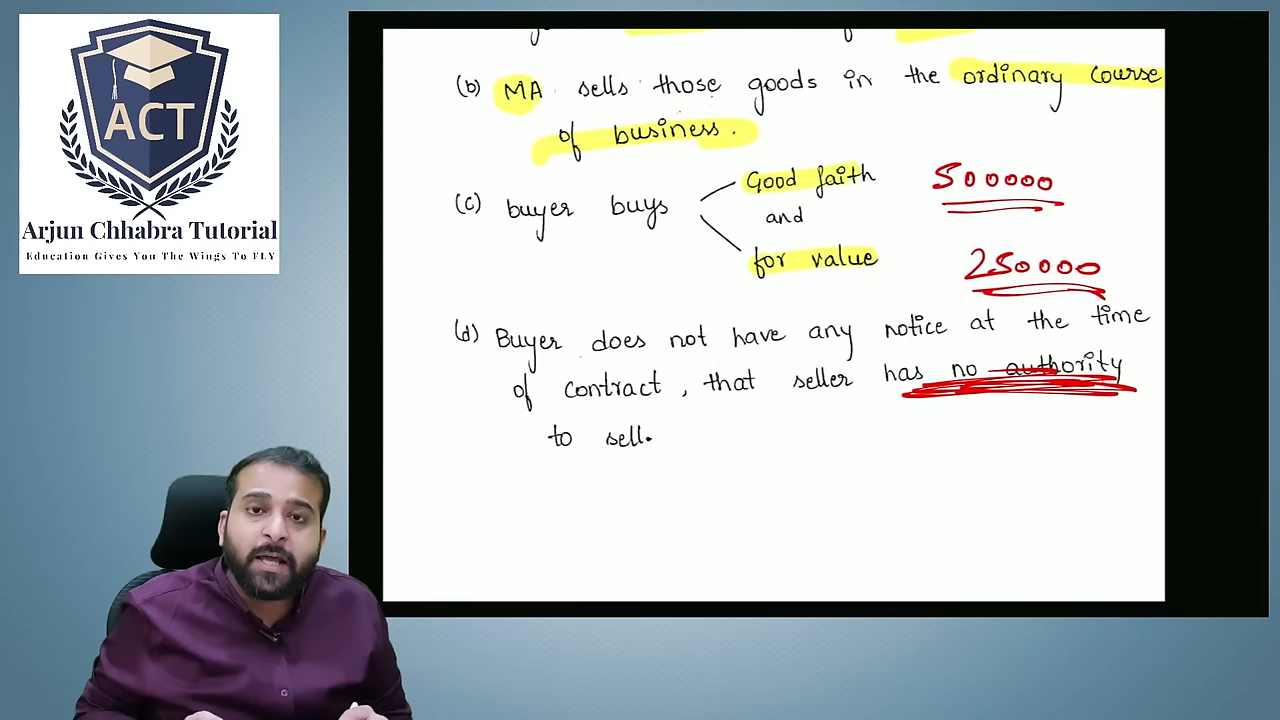 ACT
Arjun Chhabra Tutorial
Education Gives You The Wings To FLY
(b) MA sells those goods in the ordinary course
of business.
(c) buyer buys
Good faith
and
for value
500000
250000
(d) Buyer does not have any notice at the time
of contract, that seller has no authority
to sell.